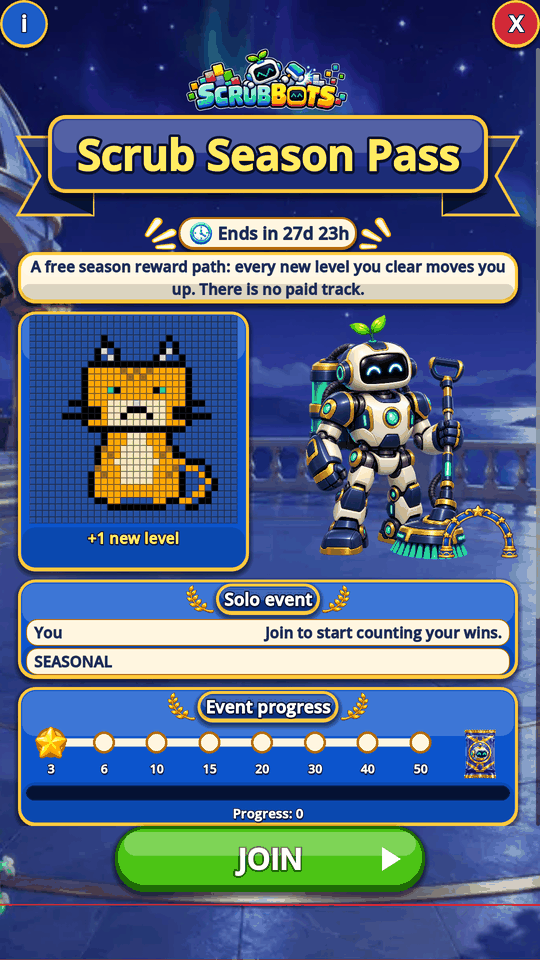 i
X
SCRUBBOTS
Scrub Season Pass
Ends in 27d 23h
A free season reward path: every new level you clear moves you
up. There is no paid track.
+1 new level
Solo event
You
Join to start counting your wins.
SEASONAL
Event progress
3 6 10 15 20 30 40 50
Progress: 0
JOIN